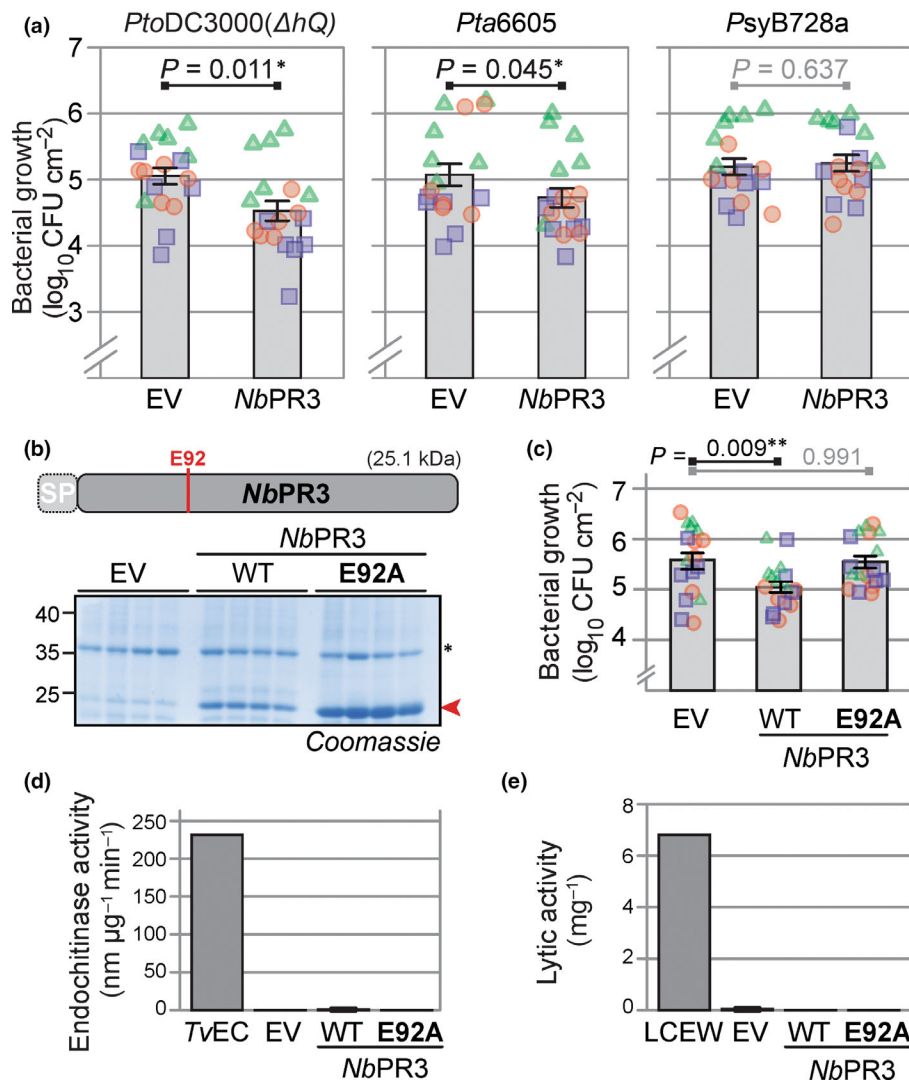 (a) PtoDC3000(ΔhQ) Pta6605 PsyB728a
7
6
5
4
3
Bacterial growth
(log10 CFU cm−2)
P = 0.011* P = 0.045* P = 0.637
EV NbPR3 EV NbPR3 EV NbPR3
(b)
E92 (25.1 kDa)
SP NbPR3
NbPR3
EV WT E92A
40
35 *
25
Coomassie
(c)
P = 0.009** 0.991
7
6
5
4
Bacterial growth
(log10 CFU cm−2)
EV WT E92A
NbPR3
(d)
250
200
150
100
50
0
Endochitinase activity
(nm µg−1 min−1)
TvEC EV WT E92A
NbPR3
(e)
8
6
4
2
0
Lytic activity
(mg−1)
LCEW EV WT E92A
NbPR3